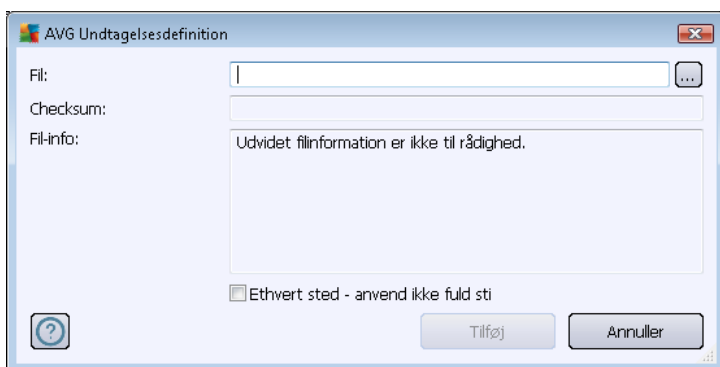 AVG Undtagelsesdefinition
Fil:
...
Checksum:
Fil-info:
Udvidet filinformation er ikke til rådighed.
Ethvert sted - anvend ikke fuld sti
?
Tilføj
Annuller